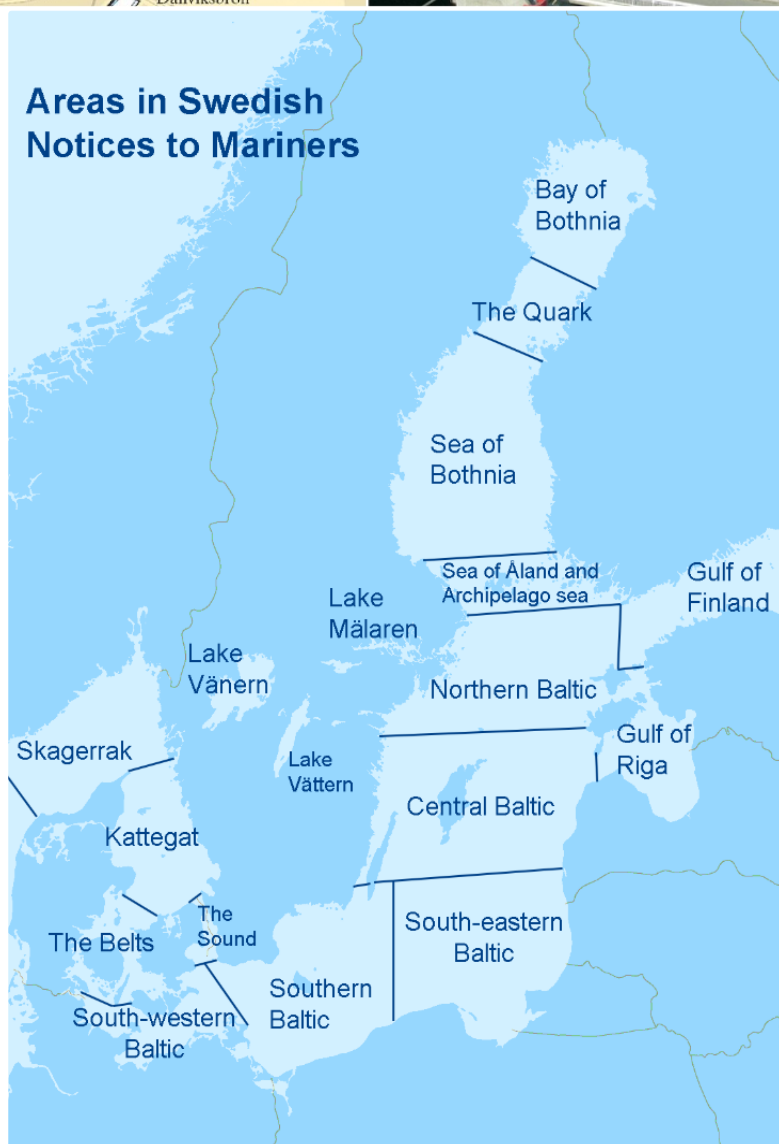 Danviksbron
Areas in Swedish
Notices to Mariners
Bay of
Bothnia
The Quark
Sea of
Bothnia
Sea of Åland and
Archipelago sea
Gulf of
Finland
Lake
Mälaren
Lake
Vänern
Northern Baltic
Skagerrak
Lake
Vättern
Gulf of
Riga
Central Baltic
Kattegat
The Belts
The
Sound
South-eastern
Baltic
Southern
Baltic
South-western
Baltic